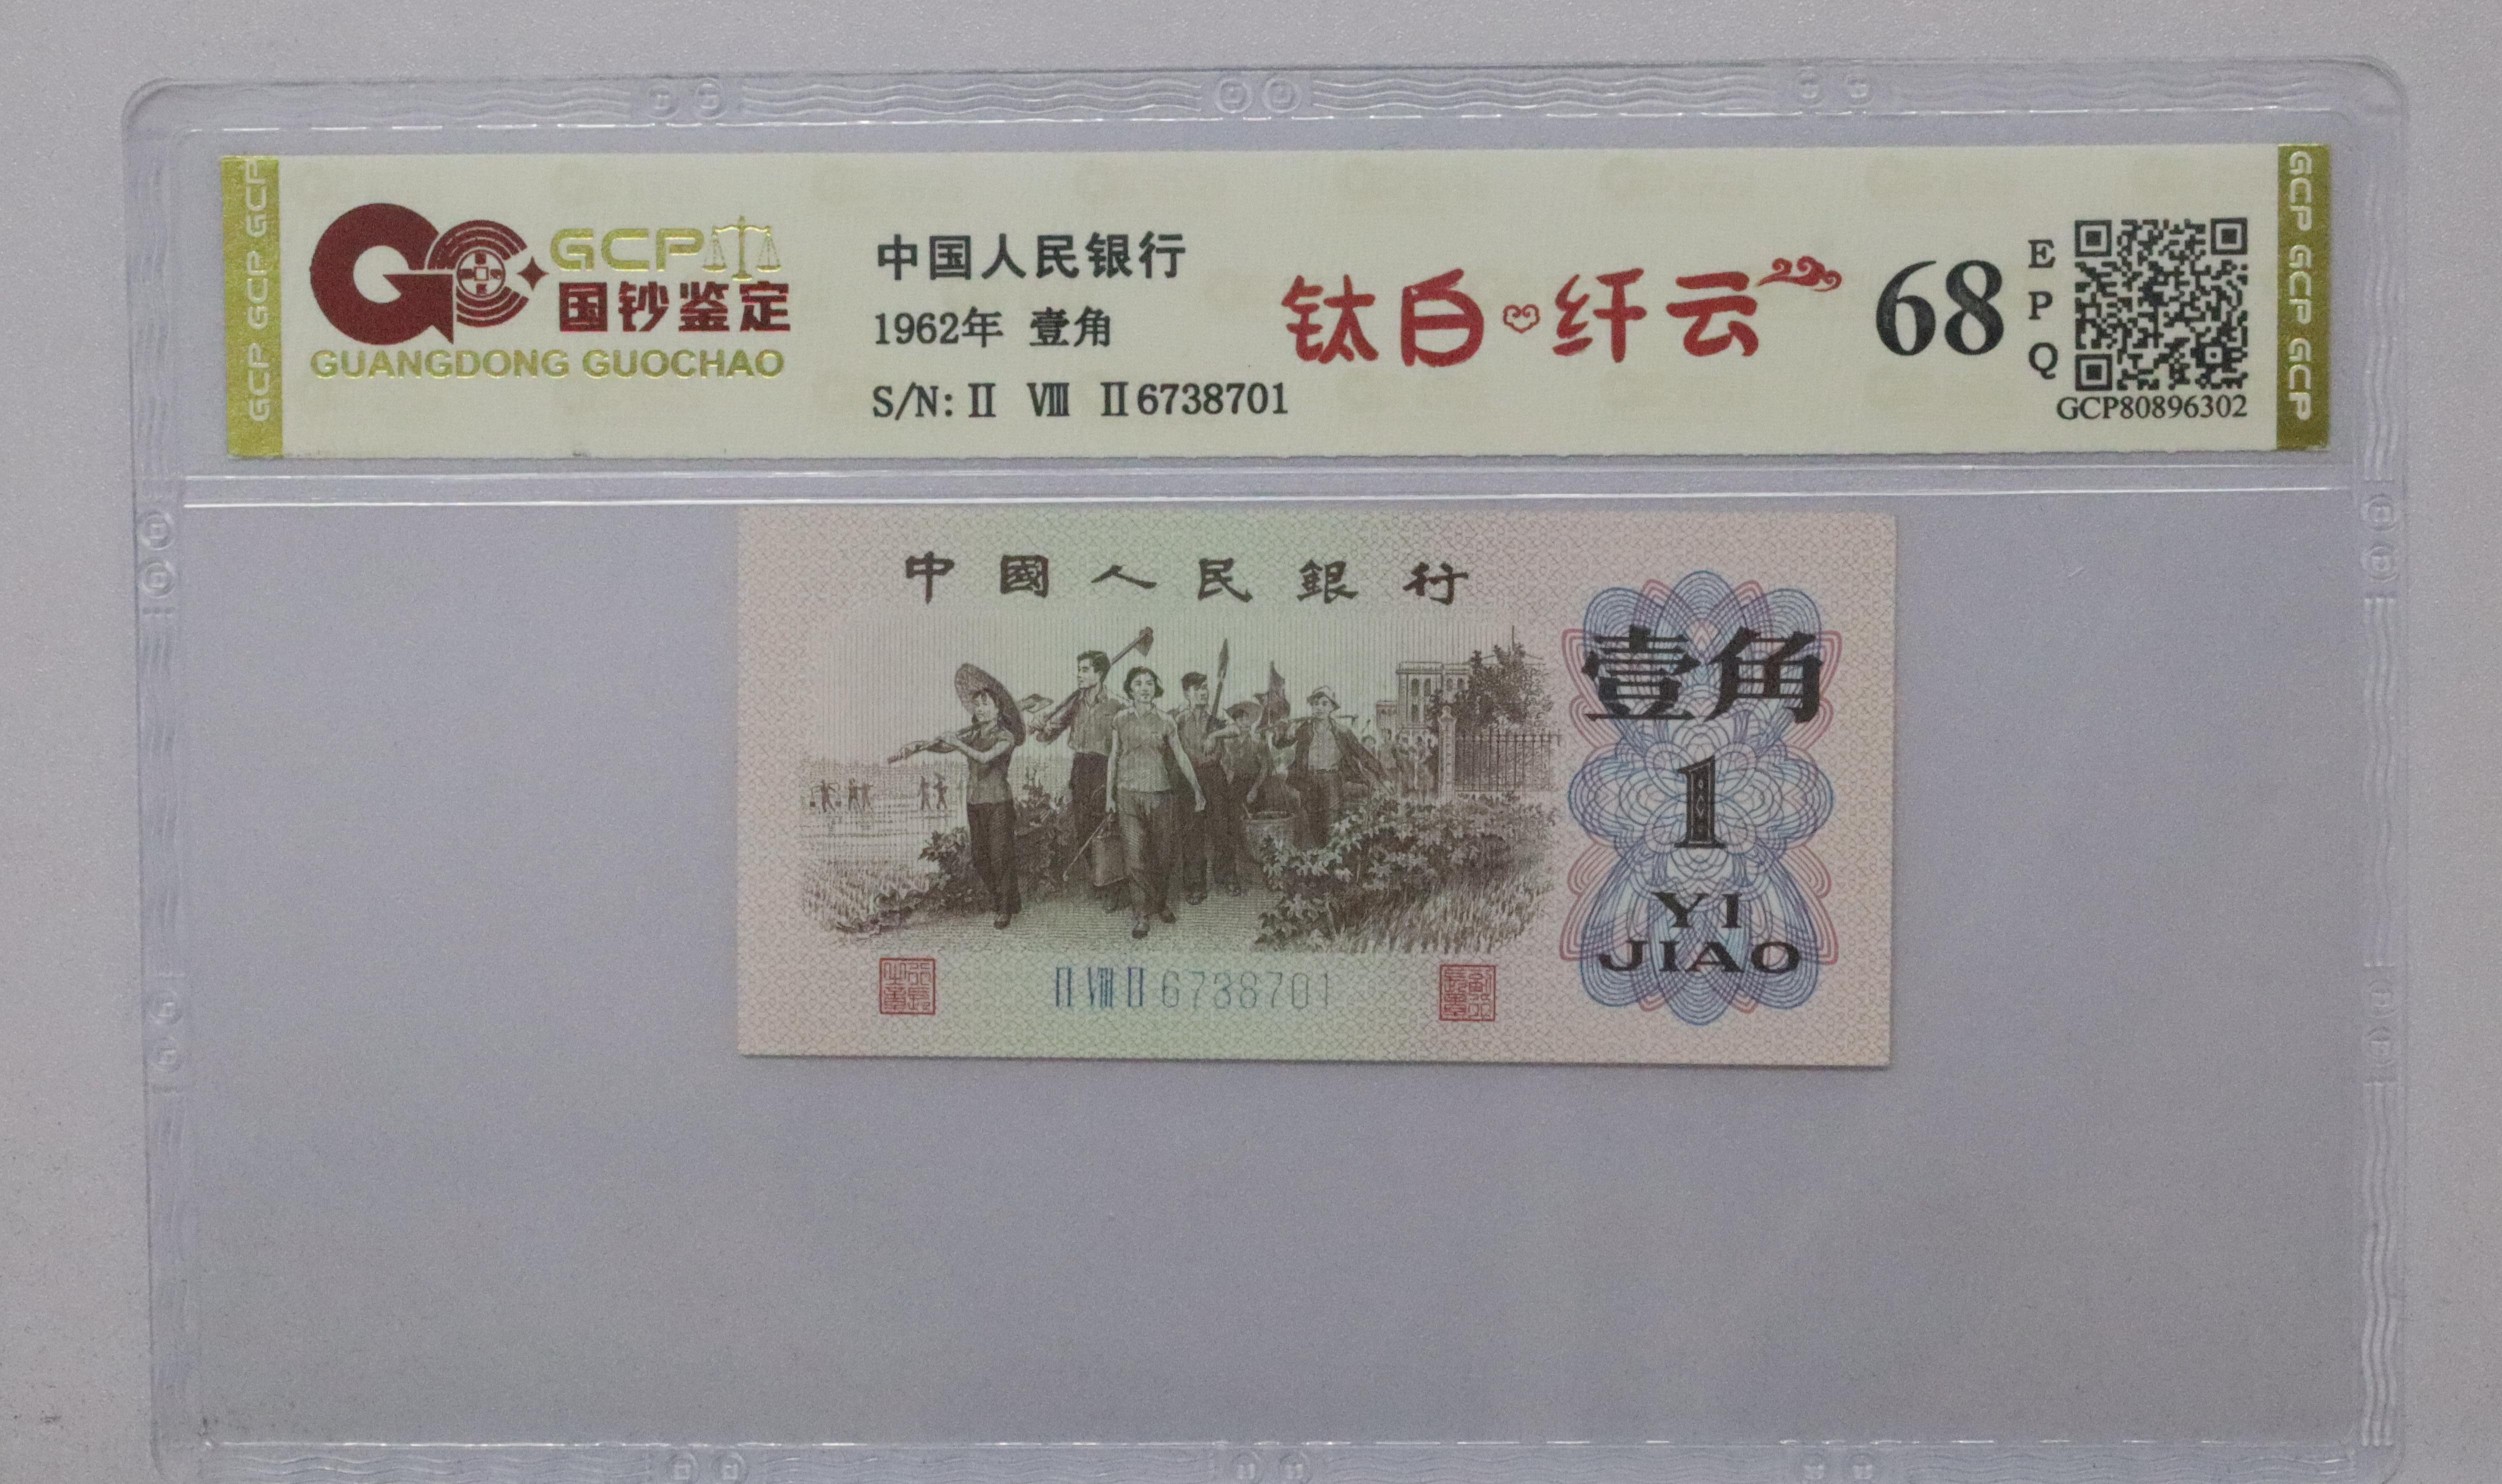 GCP GCP GCP
GCP
国钞鉴定
GUANGDONG GUOCHAO
中国人民银行
1962年 壹角
S/N: Ⅱ Ⅷ Ⅱ6738701
钛白 纤云
68
E
P
Q
GCP80896302
GCP GCP GCP
中國人民銀行
壹角
1
YI
JIAO
Ⅱ Ⅷ Ⅱ 6738701